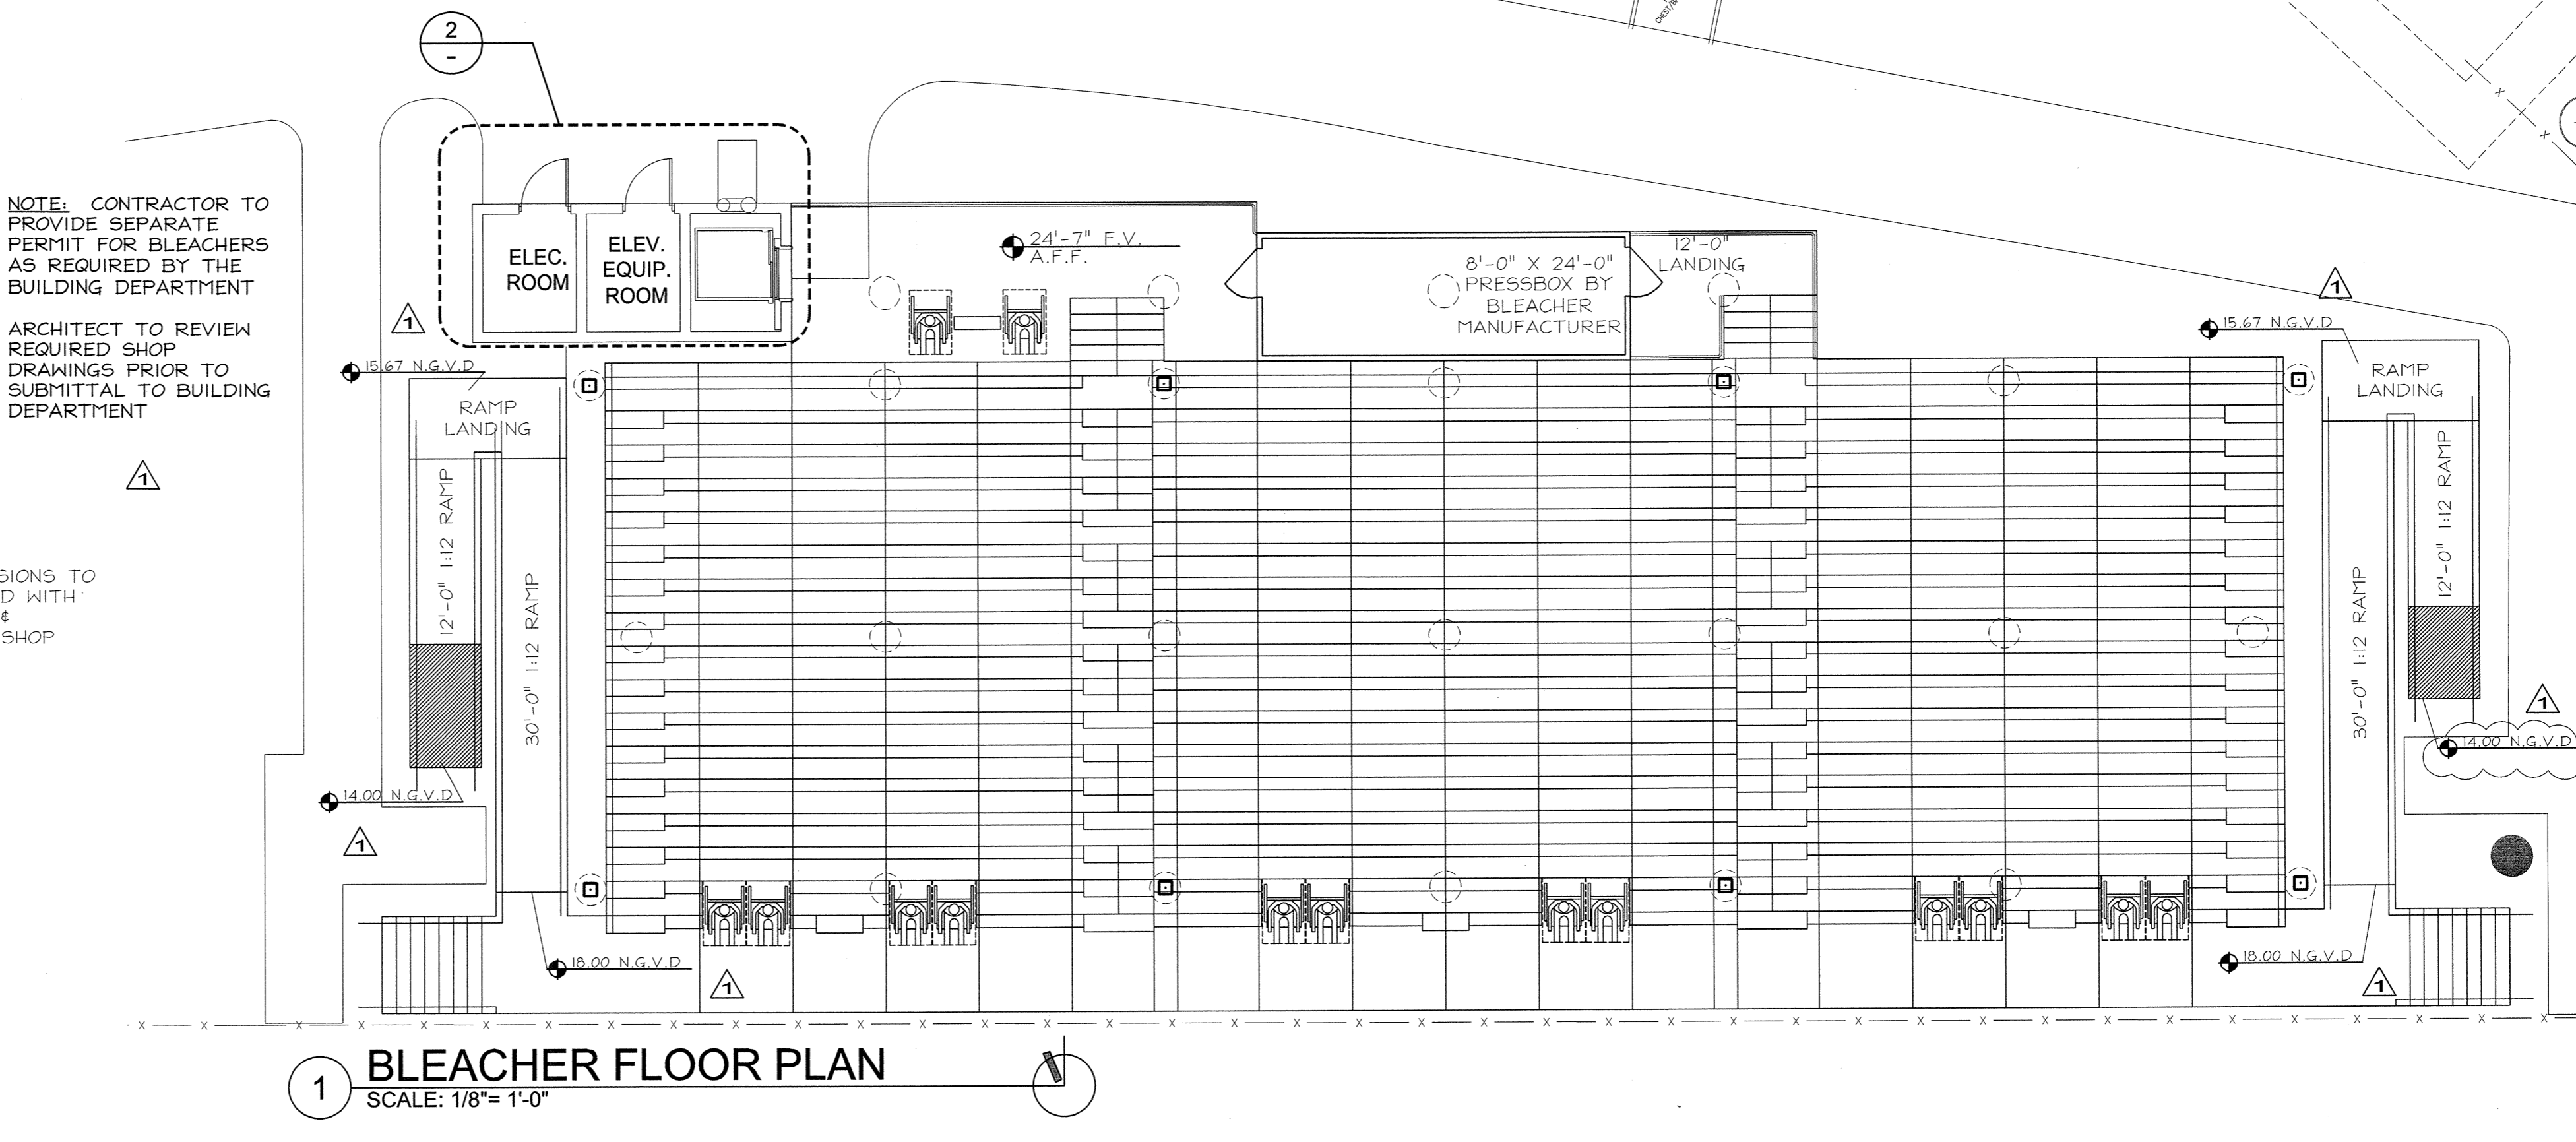 2
-
NOTE: CONTRACTOR TO
PROVIDE SEPARATE
PERMIT FOR BLEACHERS
AS REQUIRED BY THE
BUILDING DEPARTMENT
ARCHITECT TO REVIEW
REQUIRED SHOP
DRAWINGS PRIOR TO
SUBMITTAL TO BUILDING
DEPARTMENT
1
SIONS TO
D WITH
&
SHOP
1
ELEC.
ROOM
ELEV.
EQUIP.
ROOM
24'-7" F.V.
A.F.F.
8'-0" X 24'-0"
PRESSBOX BY
BLEACHER
MANUFACTURER
12'-0"
LANDING
1
15.67 N.G.V.D
RAMP
LANDING
15.67 N.G.V.D
RAMP
LANDING
12'-0" 1:12 RAMP
30'-0" 1:12 RAMP
30'-0" 1:12 RAMP
12'-0" 1:12 RAMP
14.00 N.G.V.D
1
1
14.00 N.G.V.D
18.00 N.G.V.D
1
18.00 N.G.V.D
1
X X X X X X X X X X X X X X X X X X X X X X X X X X X X X X X X X X X X X X X
1
BLEACHER FLOOR PLAN
SCALE: 1/8"= 1'-0"